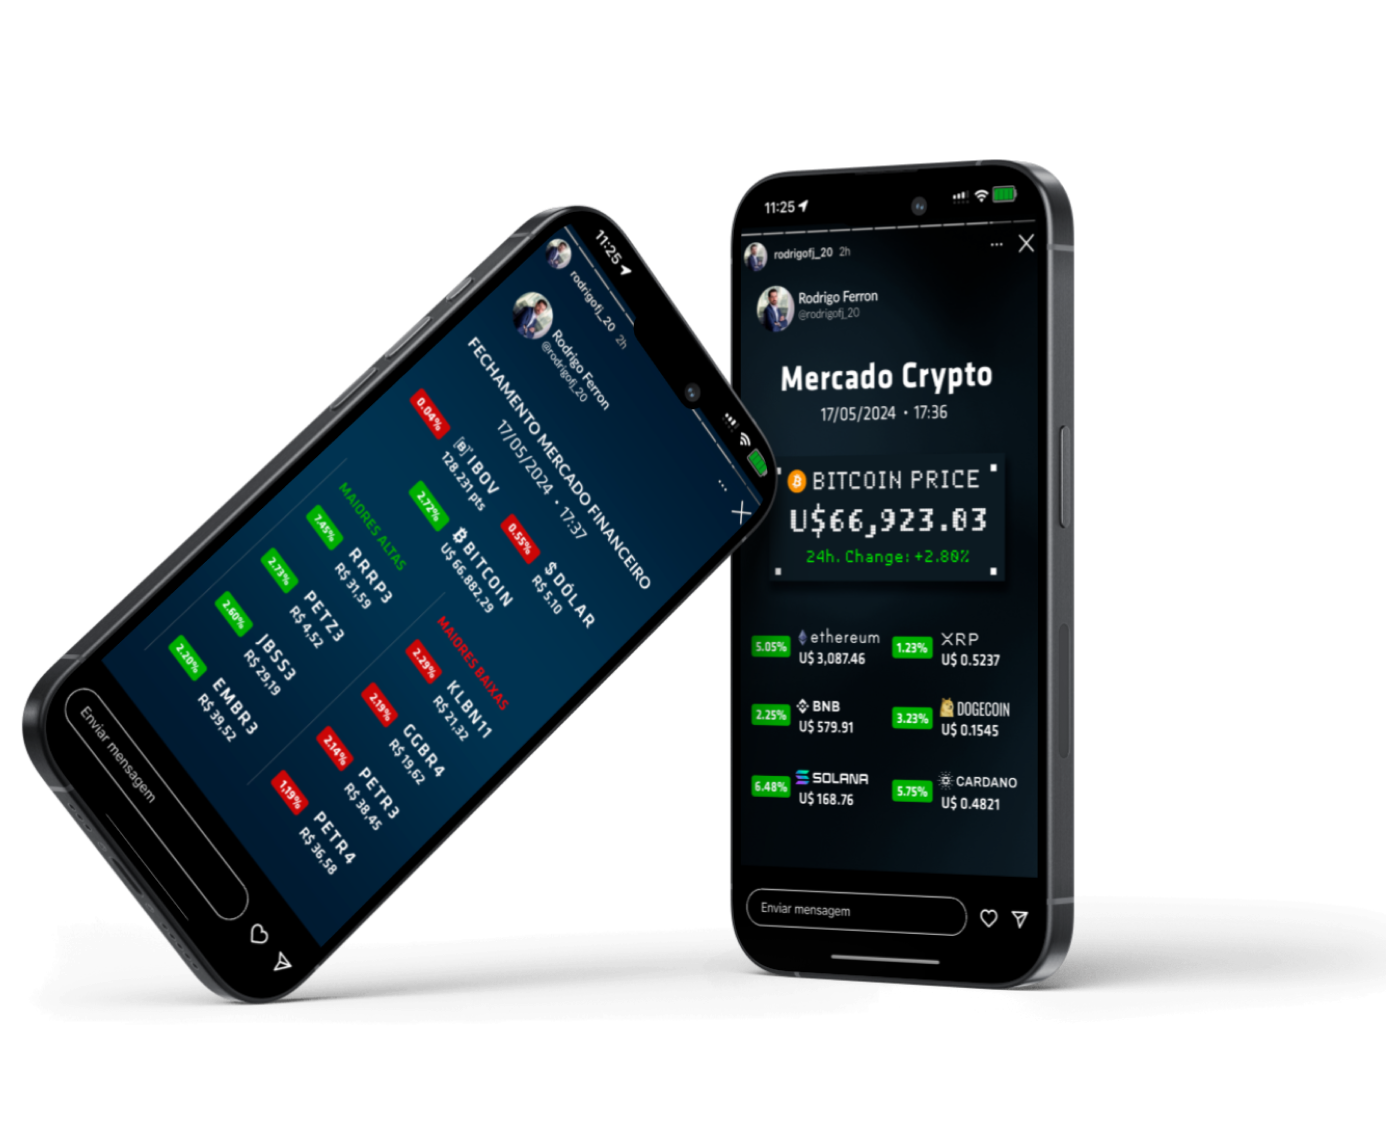 11:25
rodrigofj_20 2h
Rodrigo Ferron
@rodrigofj_20
FECHAMENTO MERCADO FINANCEIRO
17/05/2024 • 17:37
0.04%
[B]³ IBOV
128.231 pts
0.55%
$ DÓLAR
R$ 5.10
2.72%
BITCOIN
U$ 66,882.29
MAIORES ALTAS
7.45%
RRRP3
R$ 31,59
2.73%
PETZ3
R$ 4,52
2.60%
JBSS3
R$ 29,19
2.20%
EMBR3
R$ 39,52
MAIORES BAIXAS
2.29%
KLBN11
R$ 21,32
2.19%
GGBR4
R$ 19,62
2.14%
PETR3
R$ 38,45
1,19%
PETR4
R$ 36,58
Enviar mensagem
11:25
rodrigofj_20 2h
Rodrigo Ferron
@rodrigofj_20
Mercado Crypto
17/05/2024 • 17:36
BITCOIN PRICE
U$66,923.03
24h. Change: +2.80%
5.05% ethereum
U$ 3,087.46
1.23% XRP
U$ 0.5237
2.25% BNB
U$ 579.91
3.23% DOGECOIN
U$ 0.1545
6.48% SOLANA
U$ 168.76
5.75% CARDANO
U$ 0.4821
Enviar mensagem